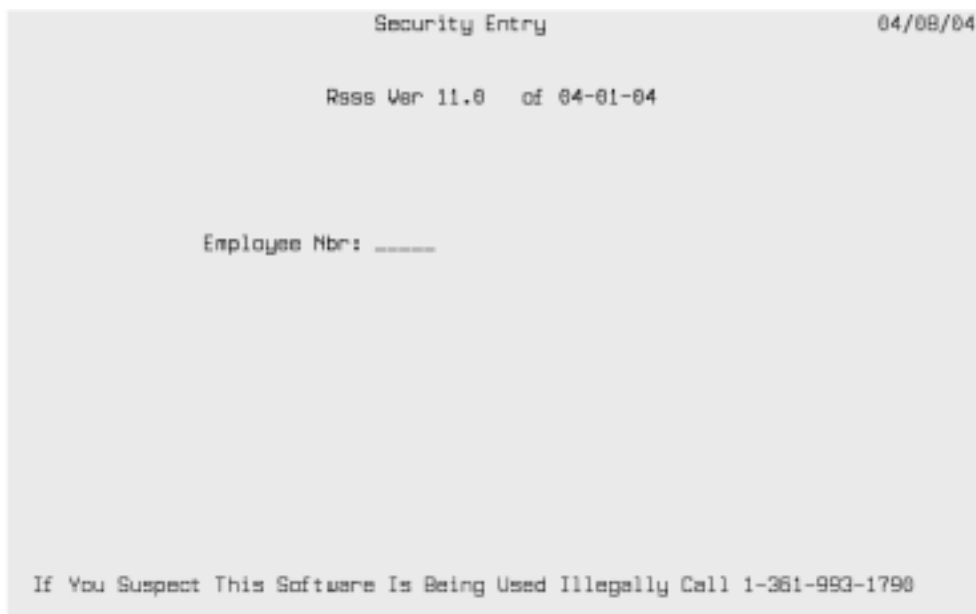 Security Entry 04/08/04
Rsss Ver 11.0 of 04-01-04
Employee Nbr: _____
If You Suspect This Software Is Being Used Illegally Call 1-361-993-1790